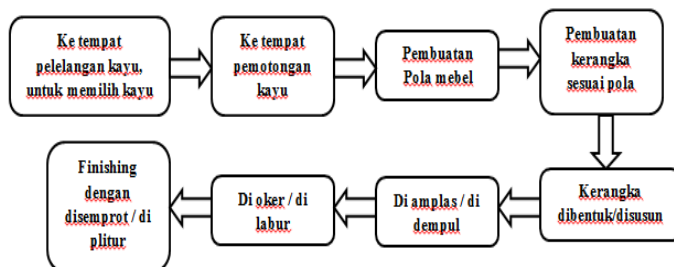 Ke tempat
pelelangan kayu,
untuk memilih kayu
Ke tempat
pemotongan
kayu
Pembuatan
Pola mebel
Pembuatan
kerangka
sesuai pola
Kerangka
dibentuk/disusun
Di amplas / di
dempul
Di oker / di
labur
Finishing
dengan
disemprot / di
plitur